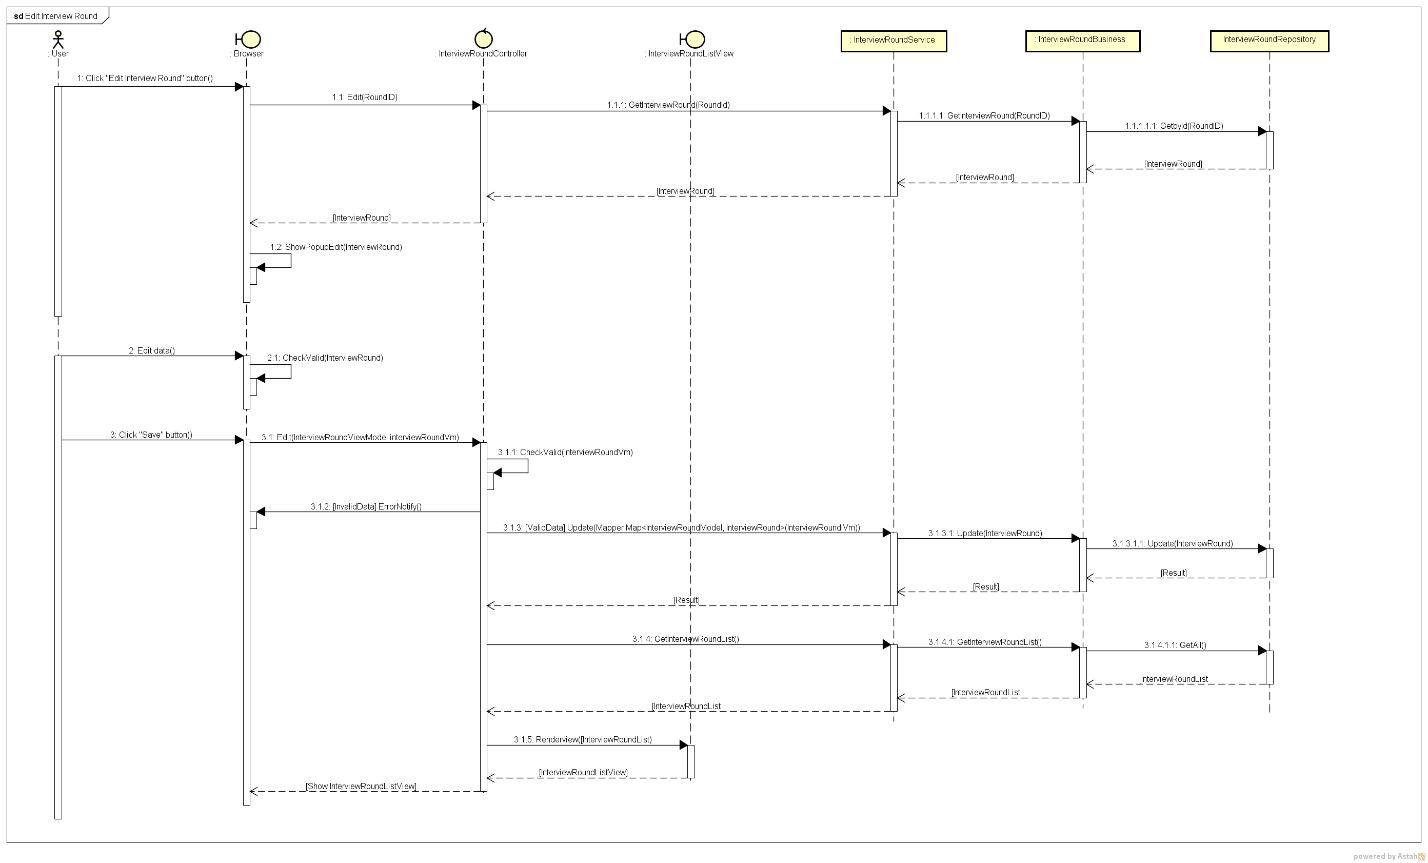 sd Edit Interview Round
: User
: Browser
: InterviewRoundController
: InterviewRoundListView
: InterviewRoundService
: InterviewRoundBusiness
InterviewRoundRepository
1: Click "Edit Interview Round" button()
1.1: Edit(RoundID)
1.1.1: GetInterviewRound(RoundId)
1.1.1.1: GetInterviewRound(RoundID)
1.1.1.1.1: GetbyId(RoundID)
[InterviewRound]
[InterviewRound]
[InterviewRound]
[InterviewRound]
1.2: ShowPopupEdit(InterviewRound)
2: Edit data()
2.1: CheckValid(InterviewRound)
3: Click "Save" button()
3.1: Edit(InterviewRoundViewModel interviewRoundVm)
3.1.1: CheckValid(interviewRoundVm)
3.1.2: [InvalidData] ErrorNotify()
3.1.3: [ValidData] Update(Mapper.Map<InterviewRoundModel, InterviewRound>(InterviewRoundVm))
3.1.3.1: Update(InterviewRound)
3.1.3.1.1: Update(InterviewRound)
[Result]
[Result]
[Result]
3.1.4: GetInterviewRoundList()
3.1.4.1: GetInterviewRoundList()
3.1.4.1.1: GetAll()
InterviewRoundList
[InterviewRoundList
[InterviewRoundList
3.1.5: Renderview([InterviewRoundList)
[InterviewRoundListView]
[Show InterviewRoundListView]
powered by Astah